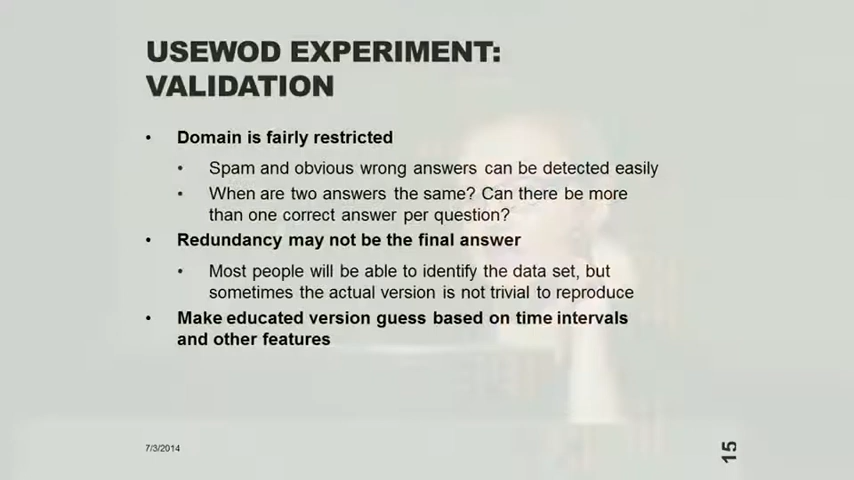 USEWOD EXPERIMENT:
VALIDATION
• Domain is fairly restricted
• Spam and obvious wrong answers can be detected easily
• When are two answers the same? Can there be more
than one correct answer per question?
• Redundancy may not be the final answer
• Most people will be able to identify the data set, but
sometimes the actual version is not trivial to reproduce
• Make educated version guess based on time intervals
and other features
7/3/2014
15